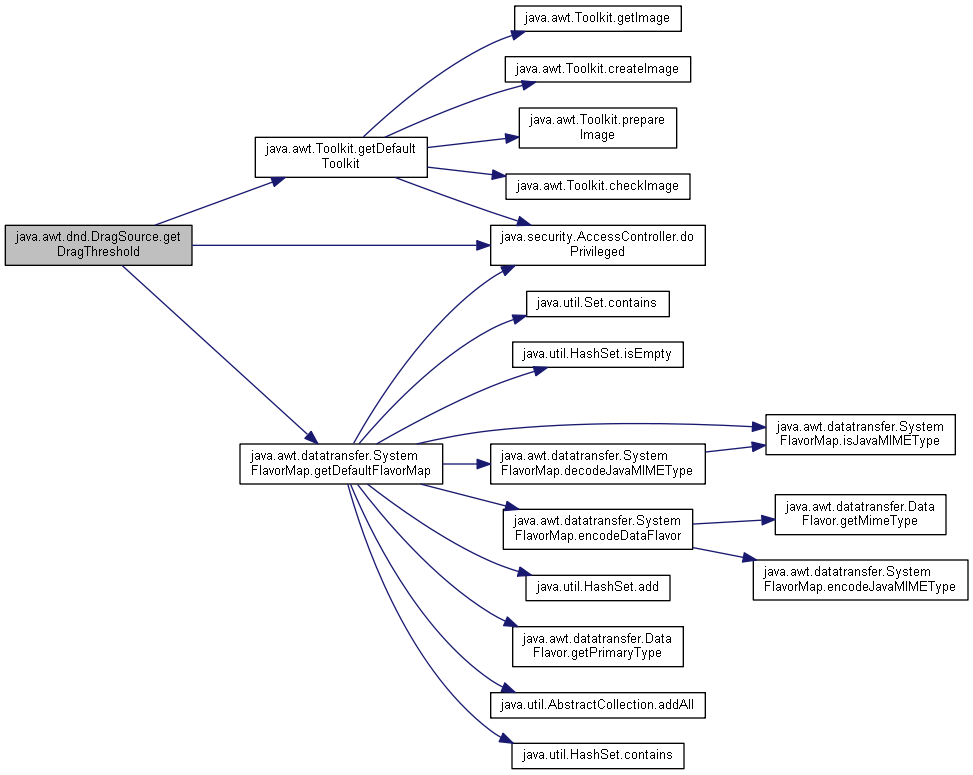 java.awt.Toolkit.getImage
java.awt.Toolkit.createImage
java.awt.Toolkit.prepare
Image
java.awt.Toolkit.getDefault
Toolkit
java.awt.Toolkit.checkImage
java.awt.dnd.DragSource.get
DragThreshold
java.security.AccessController.do
Privileged
java.util.Set.contains
java.util.HashSet.isEmpty
java.awt.datatransfer.System
FlavorMap.isJavaMIMEType
java.awt.datatransfer.System
FlavorMap.getDefaultFlavorMap
java.awt.datatransfer.System
FlavorMap.decodeJavaMIMEType
java.awt.datatransfer.Data
Flavor.getMimeType
java.awt.datatransfer.System
FlavorMap.encodeDataFlavor
java.awt.datatransfer.System
FlavorMap.encodeJavaMIMEType
java.util.HashSet.add
java.awt.datatransfer.Data
Flavor.getPrimaryType
java.util.AbstractCollection.addAll
java.util.HashSet.contains